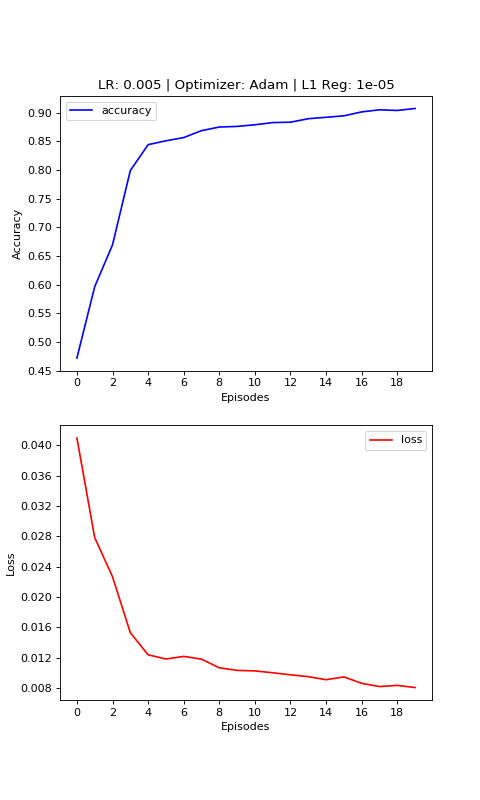 LR: 0.005 | Optimizer: Adam | L1 Reg: 1e-05
accuracy
0.90
0.85
0.80
0.75
0.70
0.65
0.60
0.55
0.50
0.45
Accuracy
0 2 4 6 8 10 12 14 16 18
Episodes
loss
0.040
0.036
0.032
0.028
0.024
0.020
0.016
0.012
0.008
Loss
0 2 4 6 8 10 12 14 16 18
Episodes